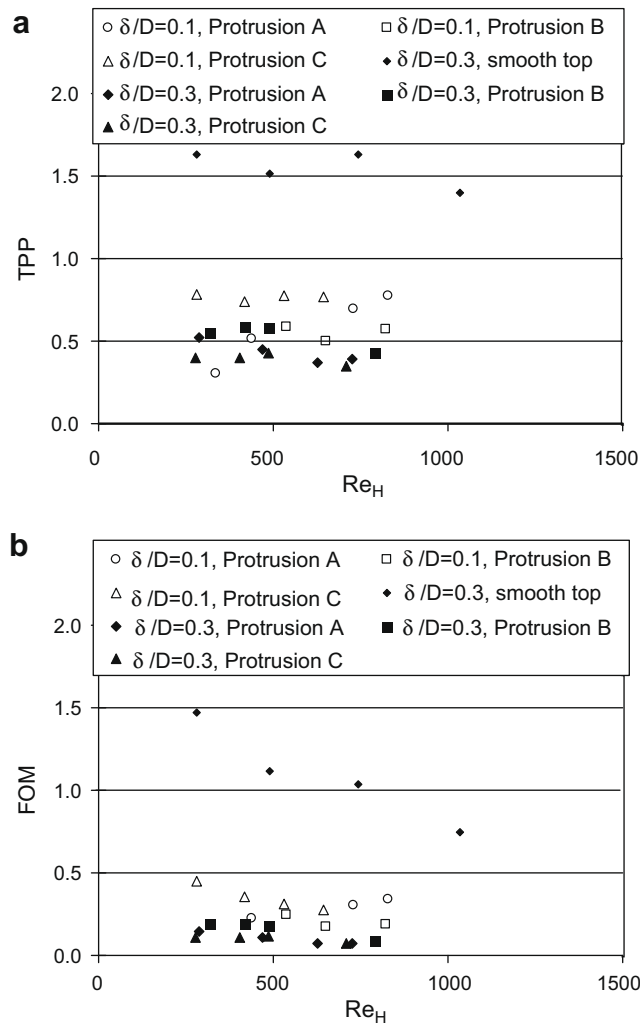 a
δ/D=0.1, Protrusion A
δ/D=0.1, Protrusion B
δ/D=0.1, Protrusion C
δ/D=0.3, smooth top
δ/D=0.3, Protrusion A
δ/D=0.3, Protrusion B
δ/D=0.3, Protrusion C
2.0
1.5
1.0
0.5
0.0
TPP
0
500
1000
1500
ReH
b
δ/D=0.1, Protrusion A
δ/D=0.1, Protrusion B
δ/D=0.1, Protrusion C
δ/D=0.3, smooth top
δ/D=0.3, Protrusion A
δ/D=0.3, Protrusion B
δ/D=0.3, Protrusion C
2.0
1.5
1.0
0.5
0.0
FOM
0
500
1000
1500
ReH